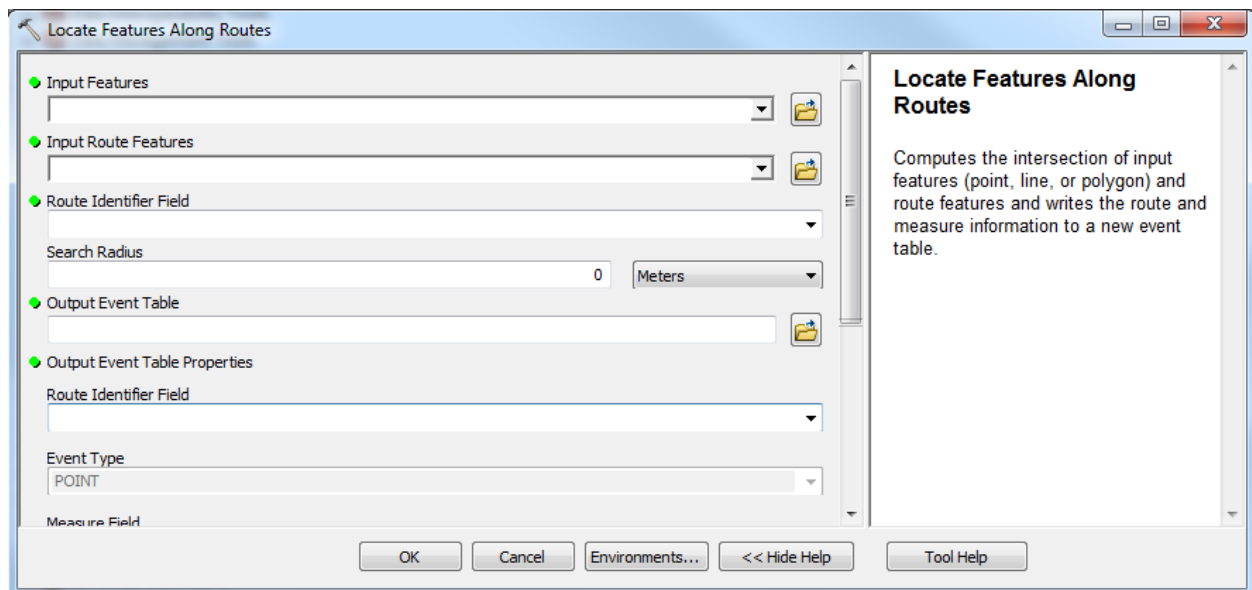 Locate Features Along Routes
Input Features
Input Route Features
Route Identifier Field
Search Radius
0 Meters
Output Event Table
Output Event Table Properties
Route Identifier Field
Event Type
POINT
Measure Field
Locate Features Along
Routes
Computes the intersection of input
features (point, line, or polygon) and
route features and writes the route and
measure information to a new event
table.
OK Cancel Environments... << Hide Help Tool Help